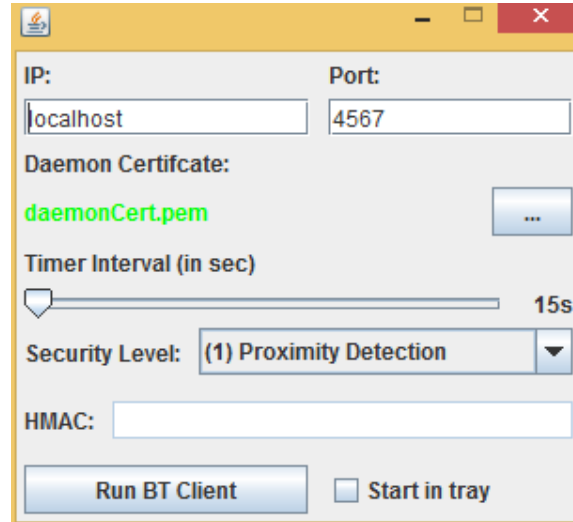 IP: Port:
localhost 4567
Daemon Certifcate:
daemonCert.pem ...
Timer Interval (in sec)
15s
Security Level: (1) Proximity Detection
HMAC:
Run BT Client Start in tray